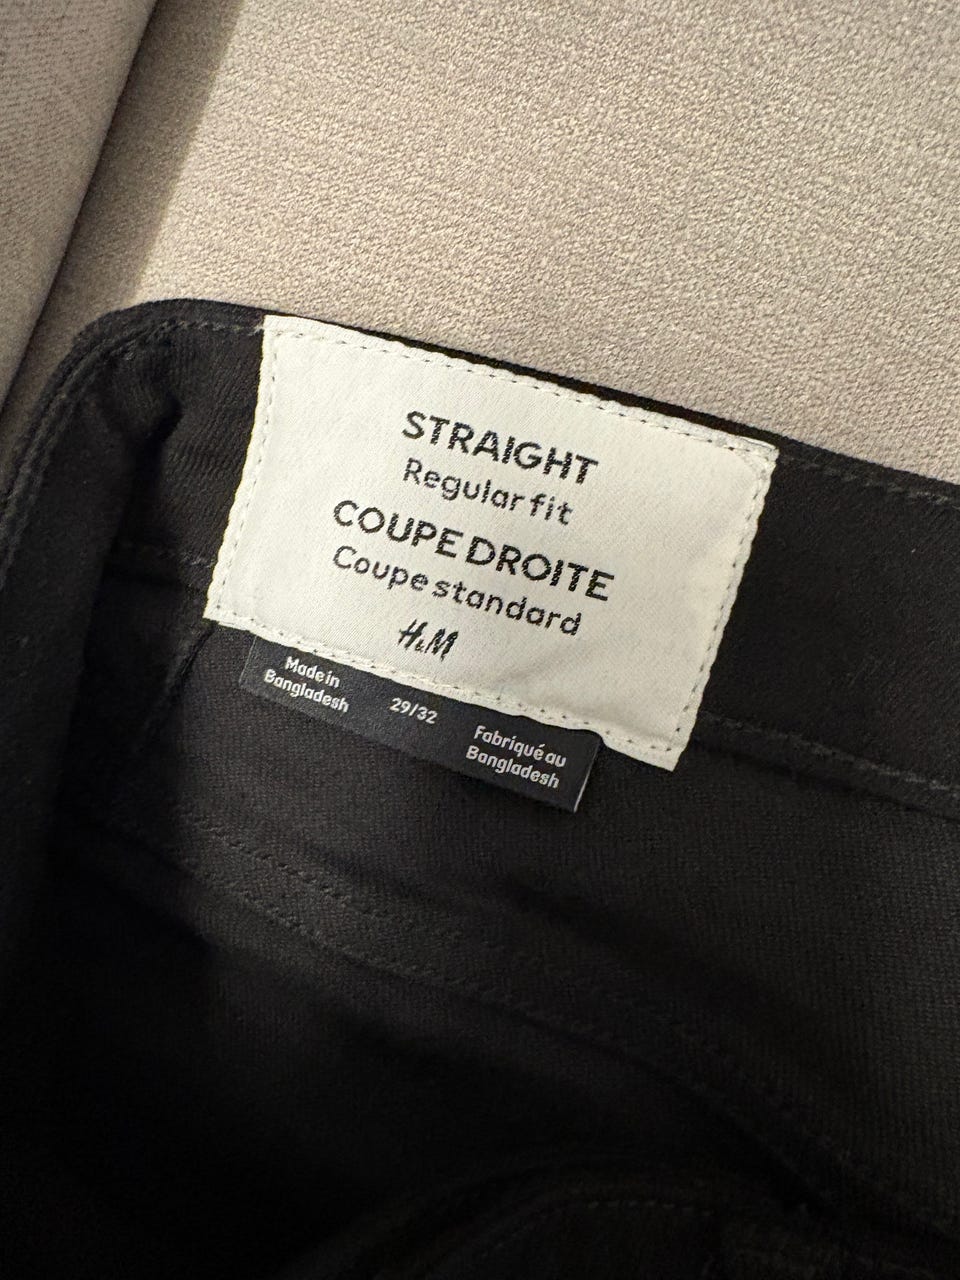 STRAIGHT
Regular fit
COUPE DROITE
Coupe standard
H&M
Made in
Bangladesh
29/32
Fabriqué au
Bangladesh